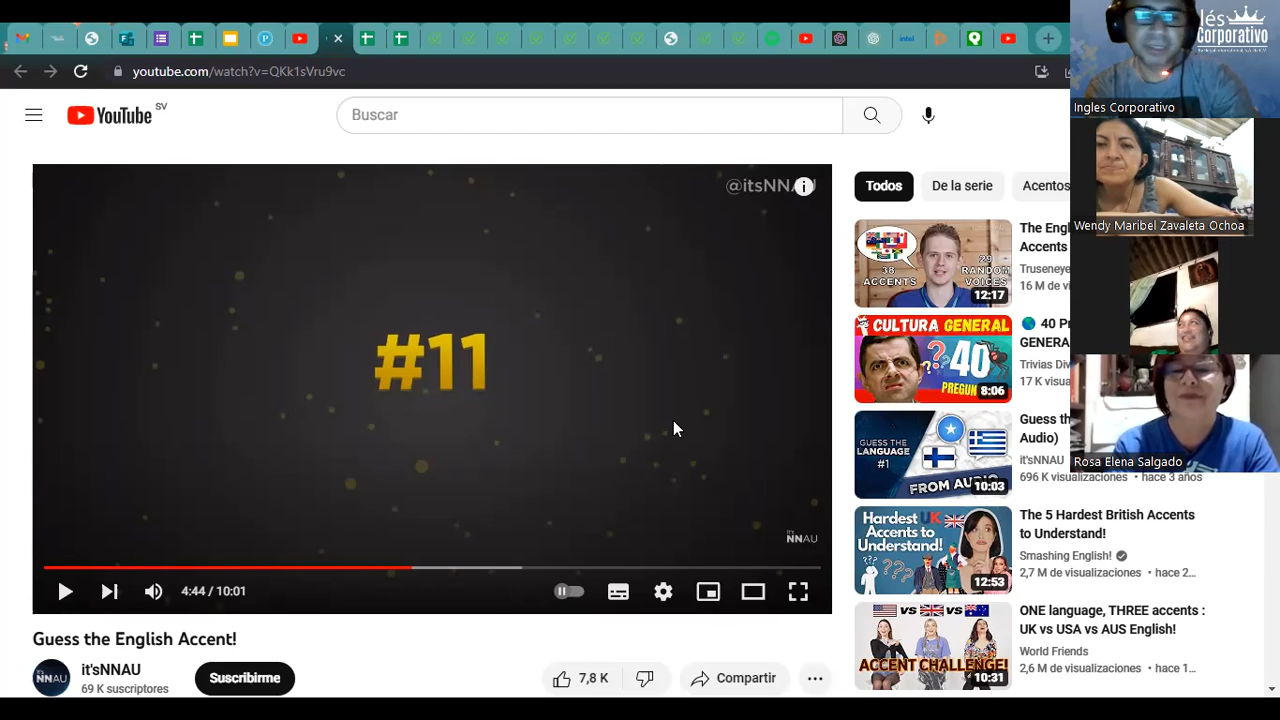 youtube.com/watch?v=QKk1sVru9vc
YouTube SV
Buscar
@itsNNAU
#11
IT'S NNAU
4:44 / 10:01
Guess the English Accent!
it'sNNAU
69 K suscriptores
Suscribirme
7,8 K
Compartir
Todos
De la serie
Acentos
38 ACCENTS
29 RANDOM VOICES
12:17
The Engl
Accents
Truseneye
16 M de vi
CULTURA GENERAL
40
PREGUN
8:06
40 Pr
GENERA
Trivias Div
17 K visua
GUESS THE LANGUAGE #1
FROM AUDIO
10:03
Guess th
Audio)
it'sNNAU
696 K visualizaciones • hace 3 años
Hardest UK Accents to Understand!
12:53
The 5 Hardest British Accents
to Understand!
Smashing English!
2,7 M de visualizaciones • hace 2...
VS VS
ACCENT CHALLENGE!
10:31
ONE language, THREE accents :
UK vs USA vs AUS English!
World Friends
2,6 M de visualizaciones • hace 1...
lés
Corporativo
Ingles Corporativo
Wendy Maribel Zavaleta Ochoa
Rosa Elena Salgado